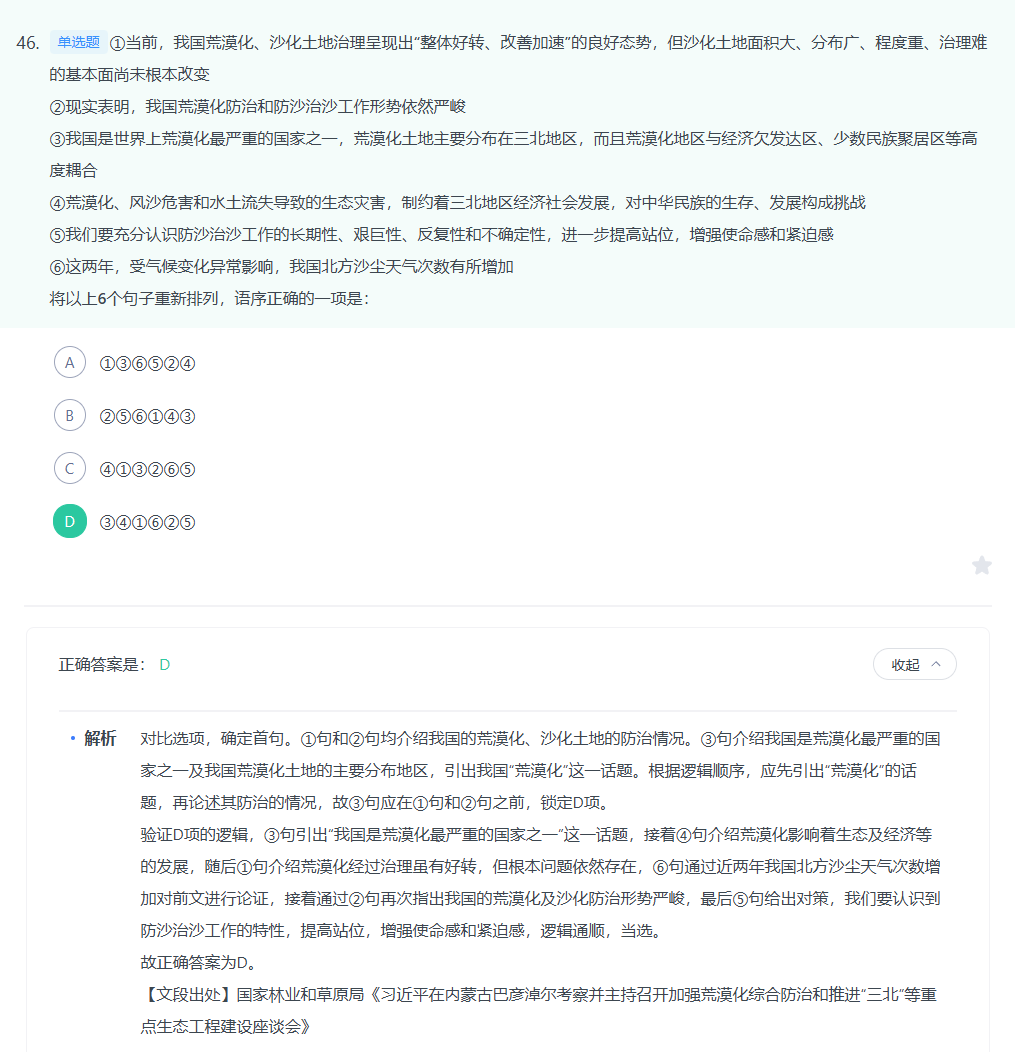 46. 单选题 ①当前，我国荒漠化、沙化土地治理呈现出“整体好转、改善加速”的良好态势，但沙化土地面积大、分布广、程度重、治理难
的基本面尚未根本改变
②现实表明，我国荒漠化防治和防沙治沙工作形势依然严峻
③我国是世界上荒漠化最严重的国家之一，荒漠化土地主要分布在三北地区，而且荒漠化地区与经济欠发达区、少数民族聚居区等高
度耦合
④荒漠化、风沙危害和水土流失导致的生态灾害，制约着三北地区经济社会发展，对中华民族的生存、发展构成挑战
⑤我们要充分认识防沙治沙工作的长期性、艰巨性、反复性和不确定性，进一步提高站位，增强使命感和紧迫感
⑥这两年，受气候变化异常影响，我国北方沙尘天气次数有所增加
将以上6个句子重新排列，语序正确的一项是：
A ①③⑥⑤②④
B ②⑤⑥①④③
C ④①③②⑥⑤
D ③④①⑥②⑤
正确答案是： D 收起
解析 对比选项，确定首句。①句和②句均介绍我国的荒漠化、沙化土地的防治情况。③句介绍我国是荒漠化最严重的国
家之一及我国荒漠化土地的主要分布地区，引出我国“荒漠化”这一话题。根据逻辑顺序，应先引出“荒漠化”的话
题，再论述其防治的情况，故③句应在①句和②句之前，锁定D项。
验证D项的逻辑，③句引出“我国是荒漠化最严重的国家之一”这一话题，接着④句介绍荒漠化影响着生态及经济等
的发展，随后①句介绍荒漠化经过治理虽有好转，但根本问题依然存在，⑥句通过近两年我国北方沙尘天气次数增
加对前文进行论证，接着通过②句再次指出我国的荒漠化及沙化防治形势严峻，最后⑤句给出对策，我们要认识到
防沙治沙工作的特性，提高站位，增强使命感和紧迫感，逻辑通顺，当选。
故正确答案为D。
【文段出处】国家林业和草原局《习近平在内蒙古巴彦淖尔考察并主持召开加强荒漠化综合防治和推进“三北”等重
点生态工程建设座谈会》